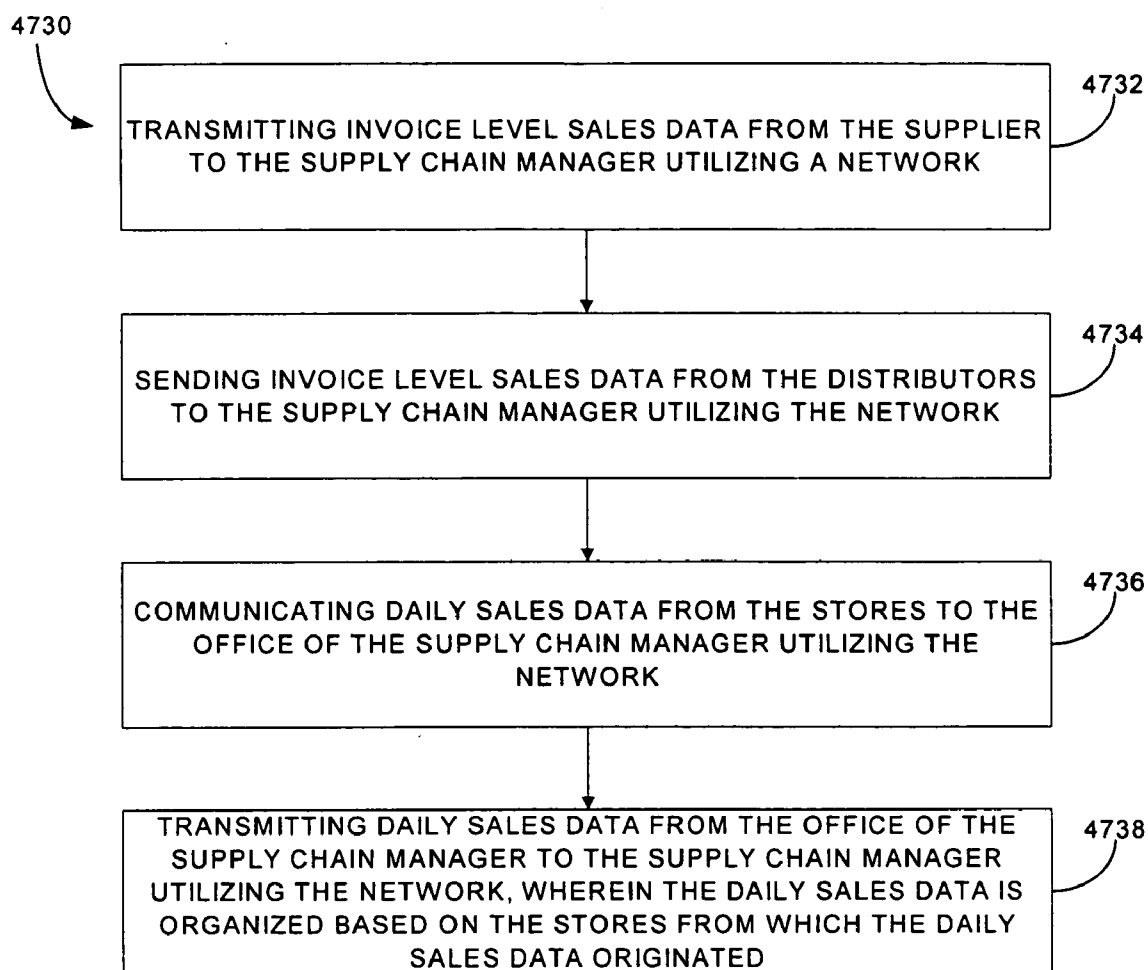 4730
4732
TRANSMITTING INVOICE LEVEL SALES DATA FROM THE SUPPLIER
TO THE SUPPLY CHAIN MANAGER UTILIZING A NETWORK
4734
SENDING INVOICE LEVEL SALES DATA FROM THE DISTRIBUTORS
TO THE SUPPLY CHAIN MANAGER UTILIZING THE NETWORK
4736
COMMUNICATING DAILY SALES DATA FROM THE STORES TO THE
OFFICE OF THE SUPPLY CHAIN MANAGER UTILIZING THE
NETWORK
4738
TRANSMITTING DAILY SALES DATA FROM THE OFFICE OF THE
SUPPLY CHAIN MANAGER TO THE SUPPLY CHAIN MANAGER
UTILIZING THE NETWORK, WHEREIN THE DAILY SALES DATA IS
ORGANIZED BASED ON THE STORES FROM WHICH THE DAILY
SALES DATA ORIGINATED